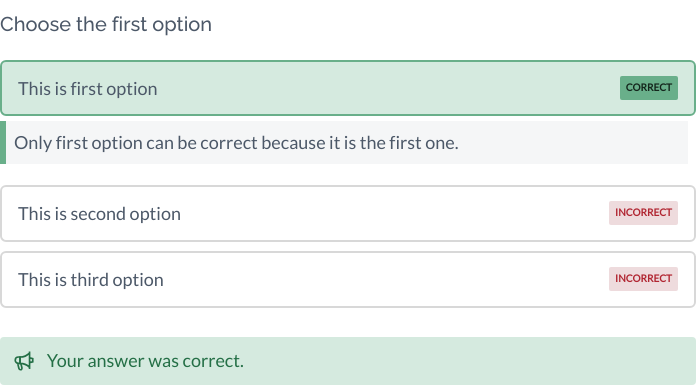 Choose the first option
This is first option CORRECT
Only first option can be correct because it is the first one.
This is second option INCORRECT
This is third option INCORRECT
Your answer was correct.